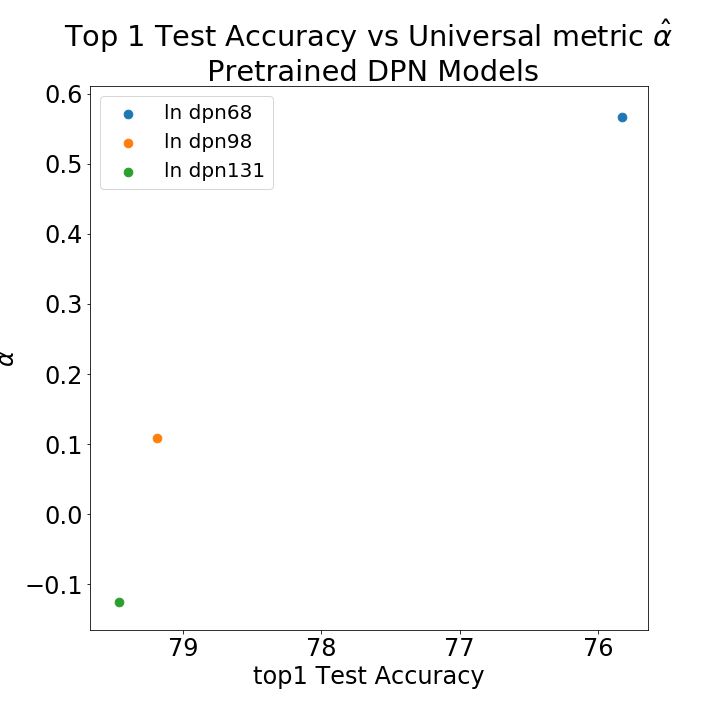 Top 1 Test Accuracy vs Universal metric α̂
Pretrained DPN Models
ln dpn68
ln dpn98
ln dpn131
0.6
0.5
0.4
0.3
0.2
0.1
0.0
−0.1
α
79 78 77 76
top1 Test Accuracy